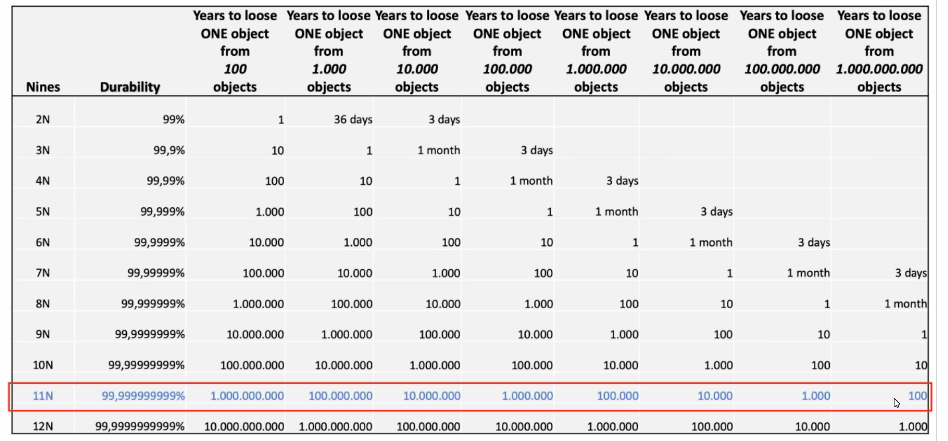 Years to loose Years to loose Years to loose Years to loose Years to loose Years to loose Years to loose Years to loose
ONE object ONE object ONE object ONE object ONE object ONE object ONE object ONE object
from from from from from from from from
100 1.000 10.000 100.000 1.000.000 10.000.000 100.000.000 1.000.000.000
Nines Durability objects objects objects objects objects objects objects objects
2N 99% 1 36 days 3 days
3N 99,9% 10 1 1 month 3 days
4N 99,99% 100 10 1 1 month 3 days
5N 99,999% 1.000 100 10 1 1 month 3 days
6N 99,9999% 10.000 1.000 100 10 1 1 month 3 days
7N 99,99999% 100.000 10.000 1.000 100 10 1 1 month 3 days
8N 99,999999% 1.000.000 100.000 10.000 1.000 100 10 1 1 month
9N 99,9999999% 10.000.000 1.000.000 100.000 10.000 1.000 100 10 1
10N 99,99999999% 100.000.000 10.000.000 1.000.000 100.000 10.000 1.000 100 10
11N 99,999999999% 1.000.000.000 100.000.000 10.000.000 1.000.000 100.000 10.000 1.000 100
12N 99,9999999999% 10.000.000.000 1.000.000.000 100.000.000 10.000.000 1.000.000 100.000 10.000 1.000